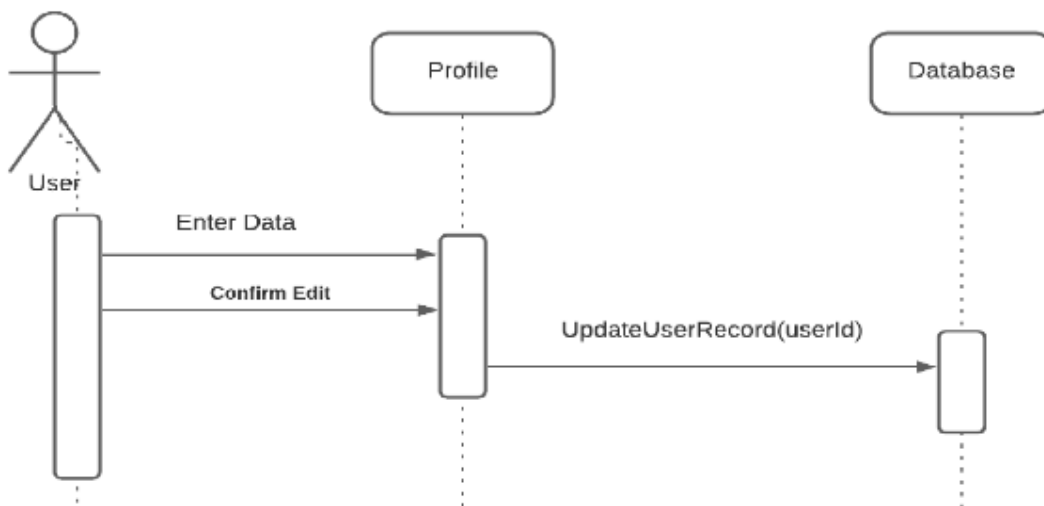 Profile
Database
User
Enter Data
Confirm Edit
UpdateUserRecord(userId)